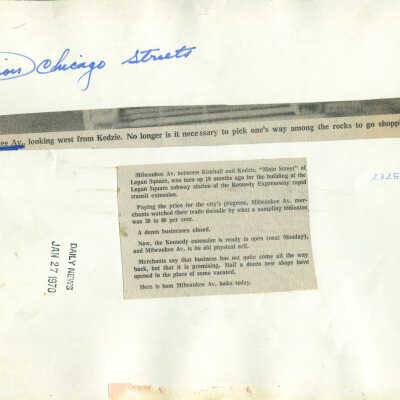 ion Chicago Streets
ee Av., looking west from Kedzie. No longer is it necessary to pick one's way among the rocks to go shoppi
Milwaukee Av. between Kimball and Kedzie, "Main Street" of
Logan Square, was torn up 18 months ago for the building of the
Logan Square subway station of the Kennedy Expressway rapid
transit extension.
Paying the price for the city's progress, Milwaukee Av. mer-
chants watched their trade dwindle by what a sampling indicates
was 30 to 80 per cent.
A dozen businesses closed.
Now, the Kennedy extension is ready to open (next Monday),
and Milwaukee Av. is its old physical self.
Merchants say that business has not quite come all the way
back, but that it is promising. Half a dozen new shops have
opened in the place of some vacated.
Here is how Milwaukee Av. looks today.
DAILY NEWS
JAN 27 1970